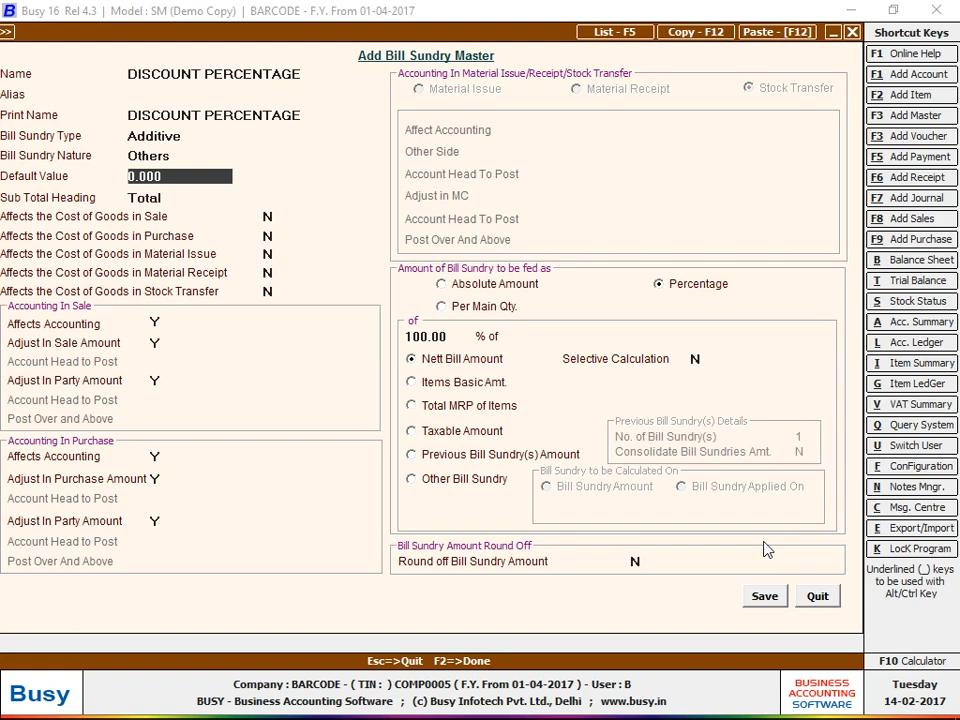 B Busy 16 Rel 4.3 | Model : SM (Demo Copy) | BARCODE - F.Y. From 01-04-2017
>> List - F5 Copy - F12 Paste - [F12]
Add Bill Sundry Master
Name DISCOUNT PERCENTAGE
Alias
Print Name DISCOUNT PERCENTAGE
Bill Sundry Type Additive
Bill Sundry Nature Others
Default Value 0.000
Sub Total Heading Total
Affects the Cost of Goods in Sale N
Affects the Cost of Goods in Purchase N
Affects the Cost of Goods in Material Issue N
Affects the Cost of Goods in Material Receipt N
Affects the Cost of Goods in Stock Transfer N
Accounting In Sale
Affects Accounting Y
Adjust In Sale Amount Y
Account Head to Post
Adjust In Party Amount Y
Account Head to Post
Post Over and Above
Accounting In Purchase
Affects Accounting Y
Adjust In Purchase Amount Y
Account Head to Post
Adjust In Party Amount Y
Account Head to Post
Post Over and Above
Accounting In Material Issue/Receipt/Stock Transfer
Material Issue Material Receipt Stock Transfer
Affect Accounting
Other Side
Account Head To Post
Adjust in MC
Account Head To Post
Post Over And Above
Amount of Bill Sundry to be fed as
Absolute Amount Percentage
Per Main Qty.
of
100.00 % of
Nett Bill Amount Selective Calculation N
Items Basic Amt.
Total MRP of Items
Taxable Amount
Previous Bill Sundry(s) Amount
Other Bill Sundry
Previous Bill Sundry(s) Details
No. of Bill Sundry(s) 1
Consolidate Bill Sundries Amt. N
Bill Sundry to be Calculated On
Bill Sundry Amount Bill Sundry Applied On
Bill Sundry Amount Round Off
Round off Bill Sundry Amount N
Save Quit
Shortcut Keys
F1 Online Help
F1 Add Account
F2 Add Item
F3 Add Master
F3 Add Voucher
F5 Add Payment
F6 Add Receipt
F7 Add Journal
F8 Add Sales
F9 Add Purchase
B Balance Sheet
T Trial Balance
S Stock Status
A Acc. Summary
L Acc. Ledger
I Item Summary
G Item LedGer
V VAT Summary
Q Query System
U Switch User
F ConFiguration
N Notes Mngr.
C Msg. Centre
E Export/Import
K LocK Program
Underlined (_) keys
to be used with
Alt/Ctrl Key
Esc=>Quit F2=>Done
F10 Calculator
Busy
Company : BARCODE - ( TIN : ) COMP0005 ( F.Y. From 01-04-2017 ) - User : B
BUSY - Business Accounting Software ; (c) Busy Infotech Pvt. Ltd., Delhi ; www.busy.in
BUSINESS
ACCOUNTING
SOFTWARE
Tuesday
14-02-2017